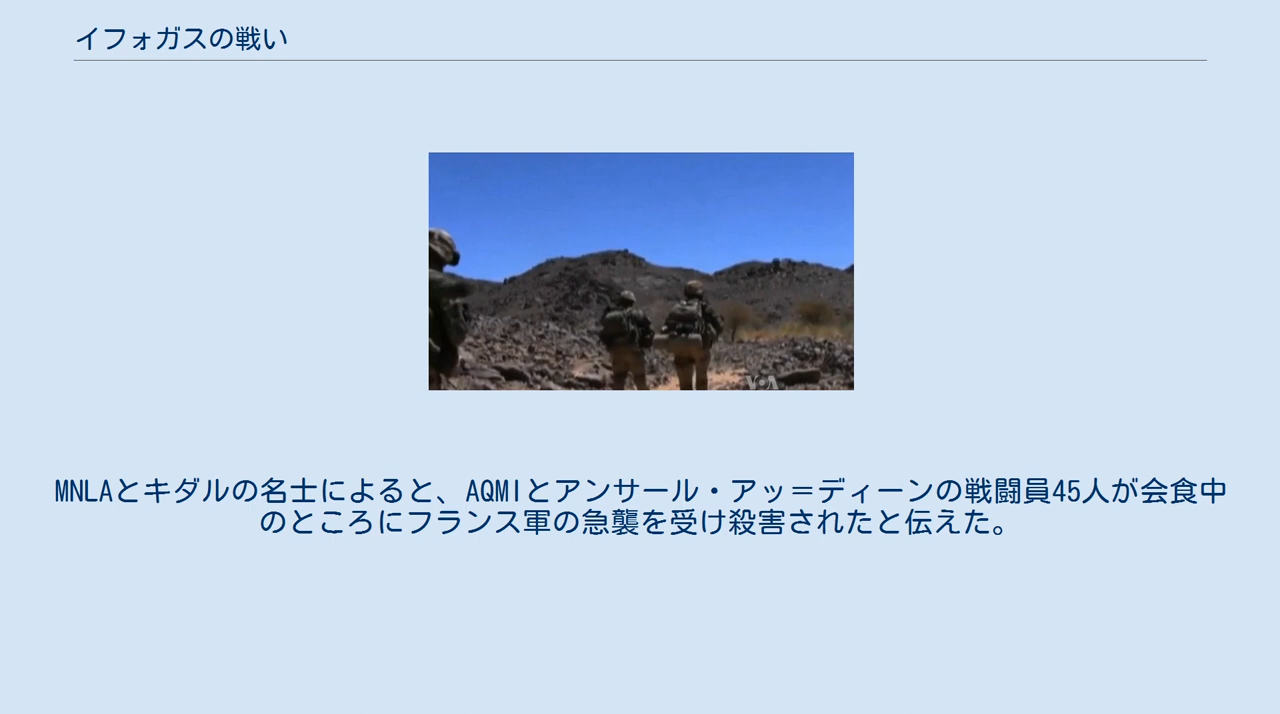 イフォガスの戦い
VOA
MNLAとキダルの名士によると、AQMIとアンサール・アッ＝ディーンの戦闘員45人が会食中
のところにフランス軍の急襲を受け殺害されたと伝えた。